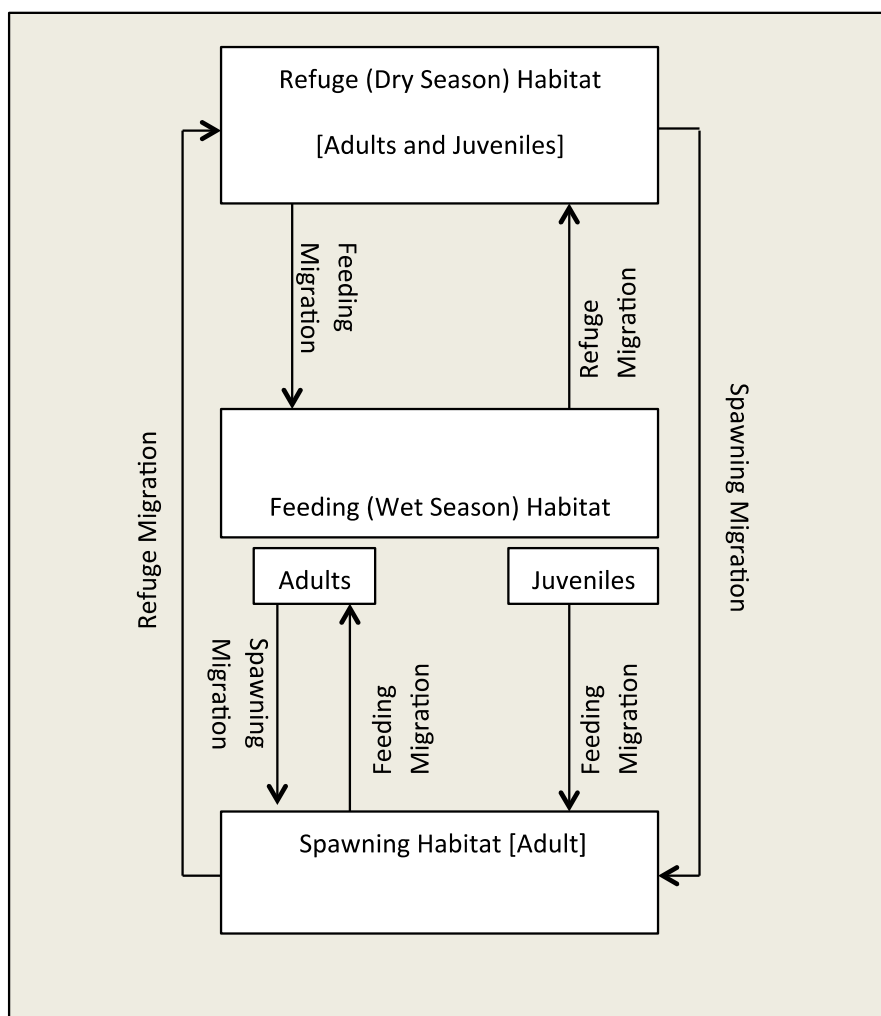 Refuge (Dry Season) Habitat
[Adults and Juveniles]
Feeding
Migration
Refuge
Migration
Refuge Migration
Spawning Migration
Feeding (Wet Season) Habitat
Adults
Juveniles
Spawning
Migration
Feeding
Migration
Feeding
Migration
Spawning Habitat [Adult]